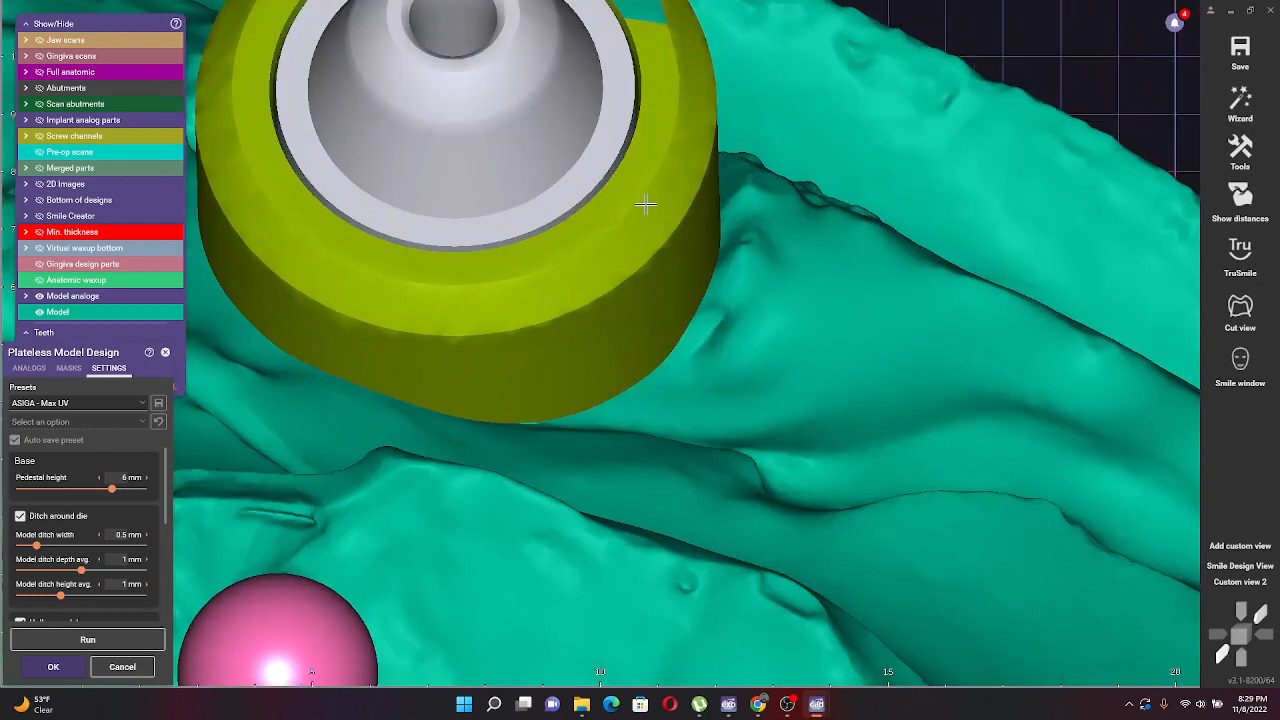 Show/Hide
Jaw scans
Gingiva scans
Full anatomic
Abutments
Scan abutments
Implant analog parts
Screw channels
Pre-op scans
Merged parts
2D Images
Bottom of designs
Smile Creator
Min. thickness
Virtual waxup bottom
Gingiva design parts
Anatomic waxup
Model analogs
Model
Teeth
Plateless Model Design
ANALOGS MASKS SETTINGS
Presets
ASIGA - Max UV
Select an option
Auto save preset
Base
Pedestal height 6 mm
Ditch around die
Model ditch width 0.5 mm
Model ditch depth avg. 1 mm
Model ditch height avg. 1 mm
Run
OK Cancel
10 15 20
4
Save
Wizard
Tools
Show distances
Tru
TruSmile
Cut view
Smile window
Add custom view
Smile Design View
Custom view 2
v3.1-8200/64
53°F
Clear
8:29 PM
11/8/2022